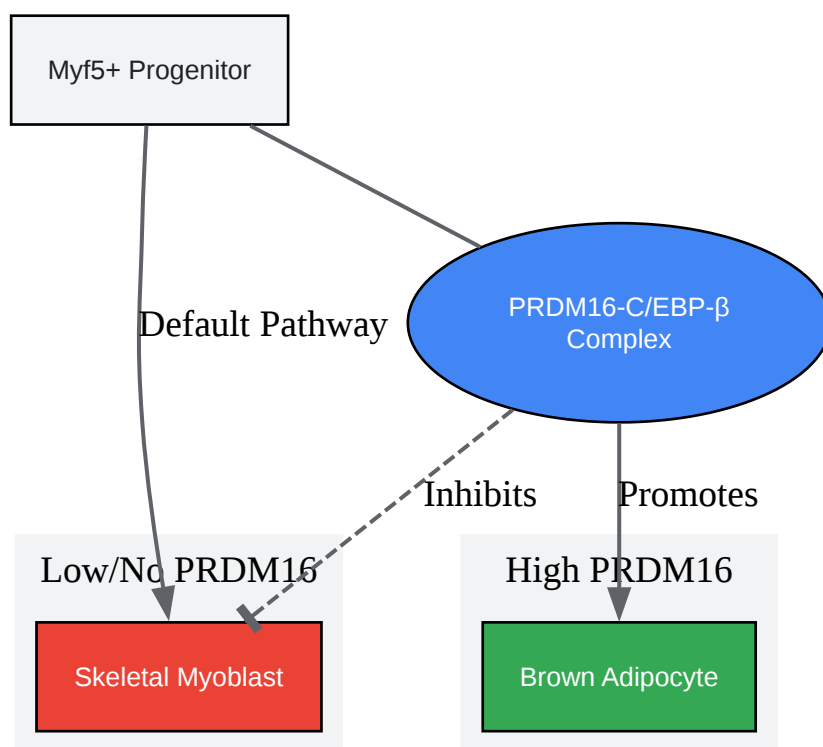 Myf5+ Progenitor
PRDM16-C/EBP-β
Complex
Default Pathway
Inhibits
Promotes
Low/No PRDM16
High PRDM16
Skeletal Myoblast
Brown Adipocyte